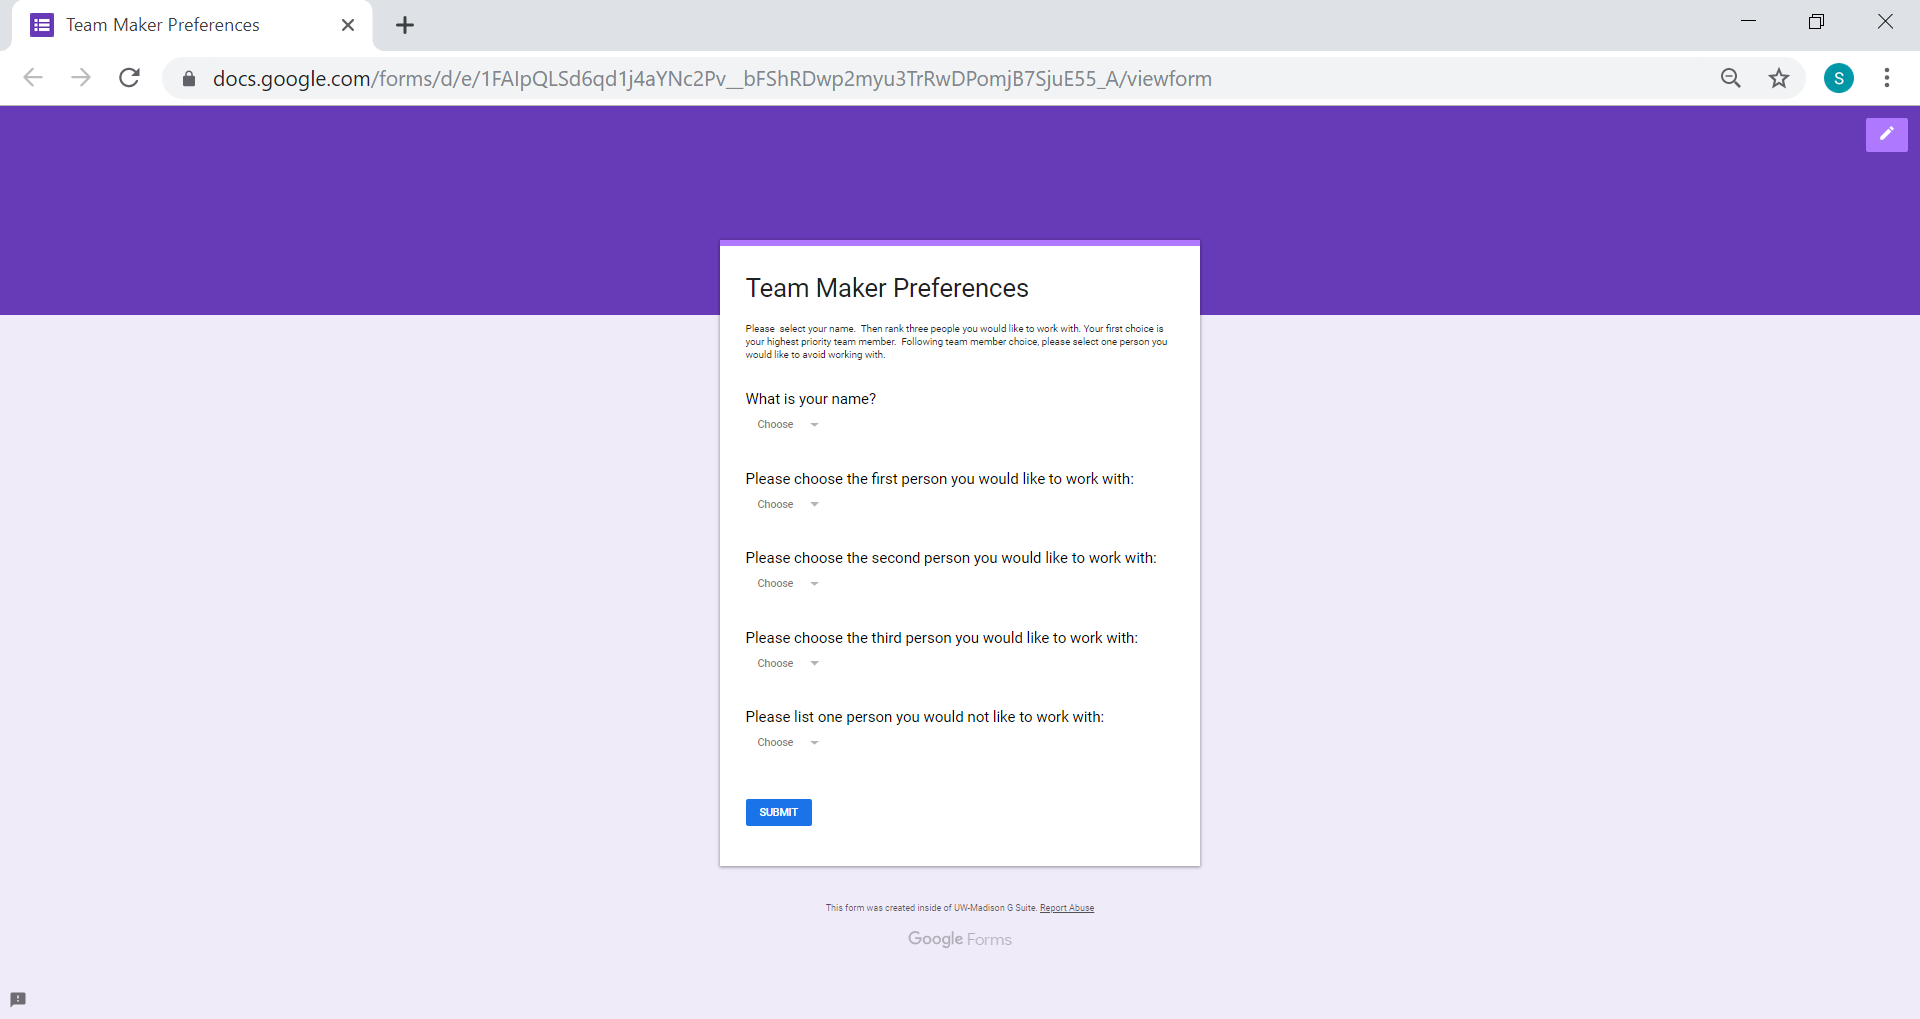 Team Maker Preferences
docs.google.com/forms/d/e/1FAIpQLSd6qd1j4aYNc2Pv__bFShRDwp2myu3TrRwDPomjB7SjuE55_A/viewform
S
Team Maker Preferences
Please  select your name.  Then rank three people you would like to work with. Your first choice is
your highest priority team member.  Following team member choice, please select one person you
would like to avoid working with.
What is your name?
Choose
Please choose the first person you would like to work with:
Choose
Please choose the second person you would like to work with:
Choose
Please choose the third person you would like to work with:
Choose
Please list one person you would not like to work with:
Choose
SUBMIT
This form was created inside of UW-Madison G Suite. Report Abuse
Google Forms